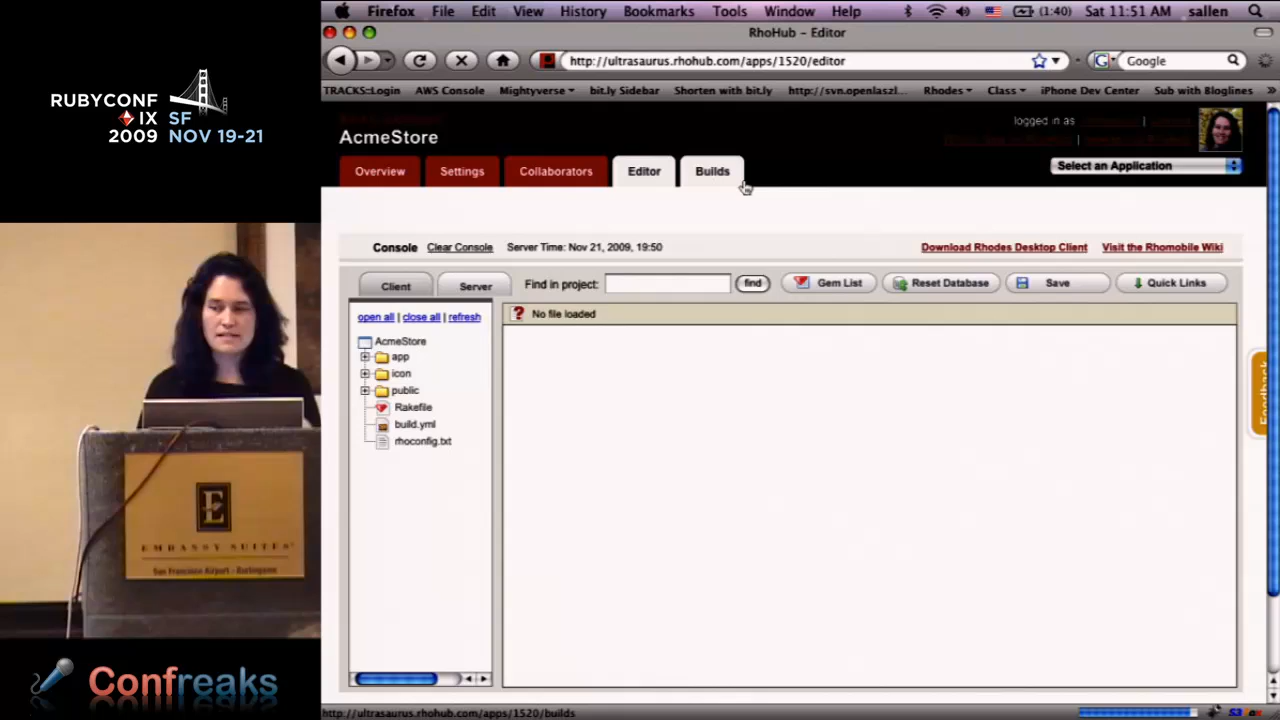 RUBYCONF
IX SF
2009 NOV 19-21
Firefox File Edit View History Bookmarks Tools Window Help
(1:40) Sat 11:51 AM sallen
RhoHub - Editor
http://ultrasaurus.rhohub.com/apps/1520/editor
Google
TRACKS::Login AWS Console Mightyverse bit.ly Sidebar Shorten with bit.ly http://svn.openlaszl... Rhodes Class iPhone Dev Center Sub with Bloglines
AcmeStore
logged in as
Select an Application
Overview Settings Collaborators Editor Builds
Console Clear Console Server Time: Nov 21, 2009, 19:50 Download Rhodes Desktop Client Visit the Rhomobile Wiki
Client Server Find in project: find Gem List Reset Database Save Quick Links
open all | close all | refresh
? No file loaded
AcmeStore
app
icon
public
Rakefile
build.yml
rhoconfig.txt
Feedback
E
EMBASSY SUITES
San Francisco Airport - Burlingame
Confreaks
http://ultrasaurus.rhohub.com/apps/1520/builds